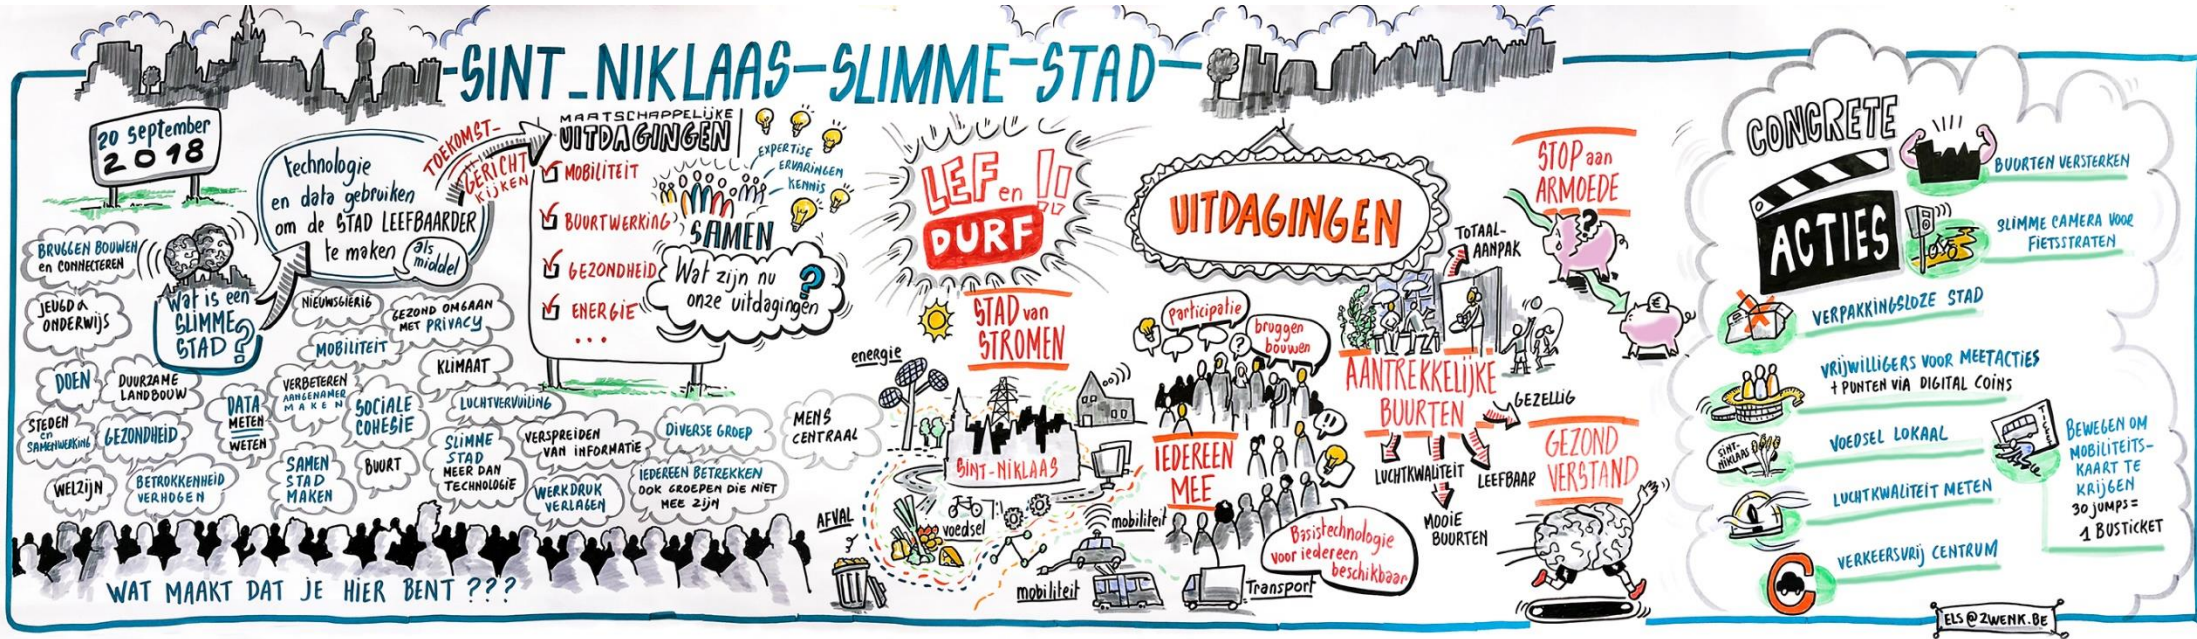 SINT-NIKLAAS-SLIMME-STAD
20 september
2018
technologie
en data gebruiken
om de STAD LEEFBAARDER
te maken
als
middel
TOEKOMST-
GERICHT
KIJKEN
BRUGGEN BOUWEN
en CONNECTEREN
Wat is een
SLIMME
STAD?
JEUGD &
ONDERWIJS
NIEUWSGIERIG
GEZOND OMGAAN
MET PRIVACY
MOBILITEIT
KLIMAAT
DOEN
DUURZAME
LANDBOUW
VERBETEREN
AANGENAMER
MAKEN
DATA
METEN
WETEN
SOCIALE
COHESIE
LUCHTVERVUILING
STEDEN
en
SAMENWERKING
GEZONDHEID
SLIMME
STAD
MEER DAN
TECHNOLOGIE
VERSPREIDEN
VAN INFORMATIE
DIVERSE GROEP
MENS
CENTRAAL
WELZIJN
BETROKKENHEID
VERHOGEN
SAMEN
STAD
MAKEN
BUURT
WERKDRUK
VERLAGEN
IEDEREEN BETREKKEN
OOK GROEPEN DIE NIET
MEE ZIJN
WAT MAAKT DAT JE HIER BENT ???
MAATSCHAPPELIJKE
UITDAGINGEN
MOBILITEIT
BUURTWERKING
GEZONDHEID
ENERGIE
...
EXPERTISE
ERVARINGEN
KENNIS
SAMEN
Wat zijn nu
onze uitdagingen
?
LEF en !!
DURF
STAD van
STROMEN
energie
SINT-NIKLAAS
AFVAL
voedsel
mobiliteit
mobiliteit
Transport
UITDAGINGEN
Participatie
bruggen
bouwen
IEDEREEN
MEE
Basistechnologie
voor iedereen
beschikbaar
TOTAAL-
AANPAK
AANTREKKELIJKE
BUURTEN
GEZELLIG
LUCHTKWALITEIT
LEEFBAAR
MOOIE
BUURTEN
STOP aan
ARMOEDE
?
€
GEZOND
VERSTAND
CONCRETE
ACTIES
BUURTEN VERSTERKEN
SLIMME CAMERA VOOR
FIETSSTRATEN
VERPAKKINGSLOZE STAD
VRIJWILLIGERS VOOR MEETACTIES
+ PUNTEN VIA DIGITAL COINS
SINT-
NIKLAAS
VOEDSEL LOKAAL
LUCHTKWALITEIT METEN
VERKEERSVRIJ CENTRUM
BEWEGEN OM
MOBILITEITS-
KAART TE
KRIJGEN
30 JUMPS =
1 BUSTICKET
ELS@ZWENK.BE